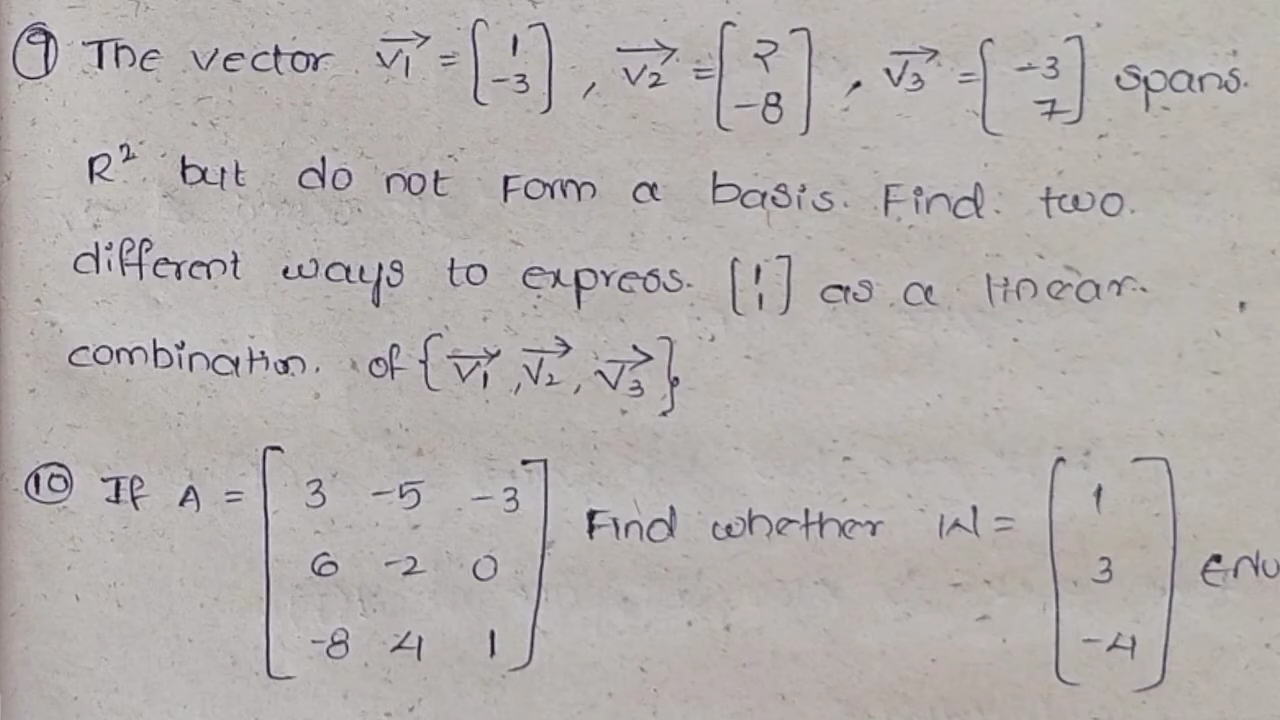 ⑨ The vector v1→ = [1 -3], v2→ = [2 -8], v3→ = [-3 7] spans.
R² but do not Form a basis. Find. two.
different ways to express. [1 1] as a linear.
combination. of {v1→, v2→, v3→}
⑩ If A = [3 -5 -3 Find whether W = [1
6 -2 0 3
-8 4 1] -4]